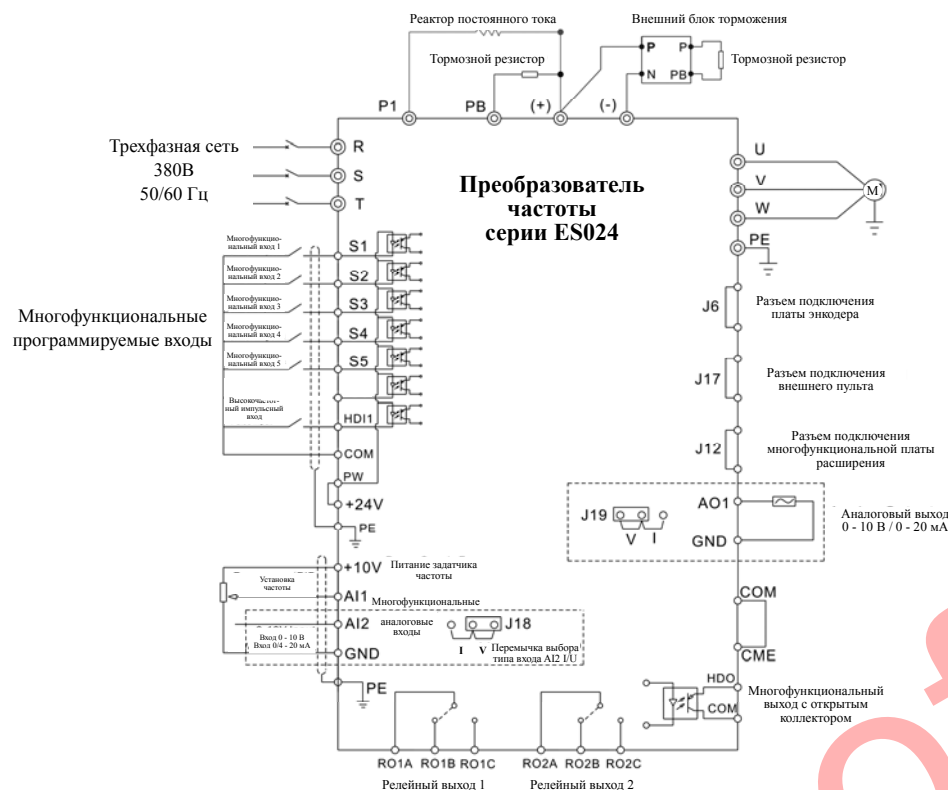 Реактор постоянного тока
Внешний блок торможения
Тормозной резистор
P P
N PB
Тормозной резистор
P1 PB (+) (-)
Трехфазная сеть
380В
50/60 Гц
R
S
T
Преобразователь
частоты
серии ES024
U
V
W
M
PE
Многофункциональные
программируемые входы
Многофункцио-
нальный вход 1
S1
Многофункцио-
нальный вход 2
S2
Многофункцио-
нальный вход 3
S3
Многофункцио-
нальный вход 4
S4
Многофункцио-
нальный вход 5
S5
ный импульсный
вход
HDI1
COM
PW
+24V
PE
J6
Разъем подключения
платы энкодера
J17
Разъем подключения
внешнего пульта
J12
Разъем подключения
многофункциональной платы
расширения
J19
V I
AO1
GND
Аналоговый выход
0 - 10 В / 0 - 20 мА
+10V
Питание задатчика
частоты
Установка
частоты
AI1
Многофункциональные
аналоговые
входы
AI2
J18
I V
Перемычка выбора
типа входа AI2 I/U
Вход 0 - 10 В
Вход 0/4 - 20 мА
GND
PE
COM
CME
HDO
COM
Многофункциональный
выход с открытым
коллектором
RO1A RO1B RO1C
RO2A RO2B RO2C
Релейный выход 1
Релейный выход 2